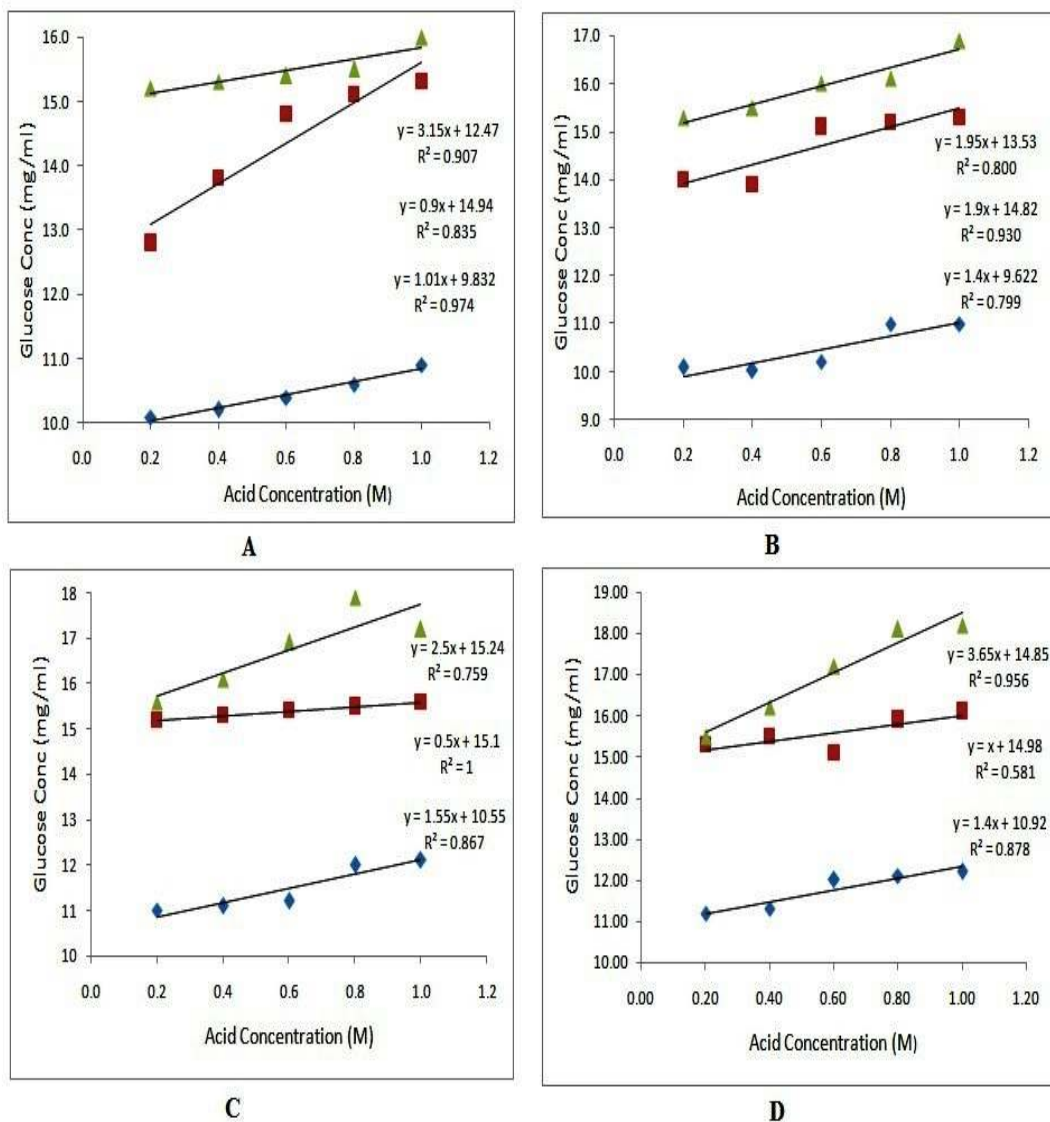 16.0
15.0
14.0
13.0
12.0
11.0
10.0
Glucose Conc (mg/ml)
y = 3.15x + 12.47
R² = 0.907
y = 0.9x + 14.94
R² = 0.835
y = 1.01x + 9.832
R² = 0.974
0.0 0.2 0.4 0.6 0.8 1.0 1.2
Acid Concentration (M)
A
17.0
16.0
15.0
14.0
13.0
12.0
11.0
10.0
9.0
Glucose Conc (mg/ml)
y = 1.95x + 13.53
R² = 0.800
y = 1.9x + 14.82
R² = 0.930
y = 1.4x + 9.622
R² = 0.799
0.0 0.2 0.4 0.6 0.8 1.0 1.2
Acid Concentration (M)
B
18
17
16
15
14
13
12
11
10
Glucose Conc (mg/ml)
y = 2.5x + 15.24
R² = 0.759
y = 0.5x + 15.1
R² = 1
y = 1.55x + 10.55
R² = 0.867
0.0 0.2 0.4 0.6 0.8 1.0 1.2
Acid Concentration (M)
C
19.00
18.00
17.00
16.00
15.00
14.00
13.00
12.00
11.00
10.00
Glucose Conc (mg/ml)
y = 3.65x + 14.85
R² = 0.956
y = x + 14.98
R² = 0.581
y = 1.4x + 10.92
R² = 0.878
0.00 0.20 0.40 0.60 0.80 1.00 1.20
Acid Concentration (M)
D